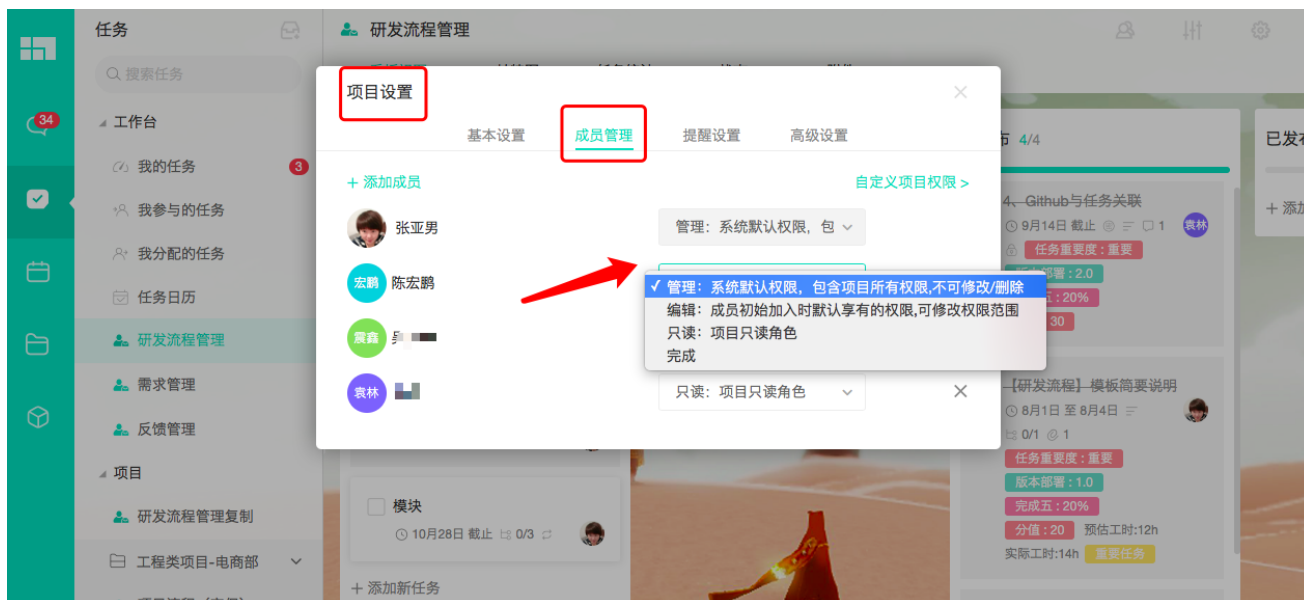 任务
研发流程管理
搜索任务
34
工作台
我的任务
3
我参与的任务
我分配的任务
任务日历
研发流程管理
需求管理
反馈管理
项目
研发流程管理复制
工程类项目-电商部
项目设置
基本设置
成员管理
提醒设置
高级设置
+ 添加成员
自定义项目权限 >
张亚男
管理：系统默认权限，包
宏鹏
陈宏鹏
✓ 管理：系统默认权限，包含项目所有权限,不可修改/删除
编辑：成员初始加入时默认享有的权限,可修改权限范围
只读：项目只读角色
完成
震鑫
袁林
只读：项目只读角色
模块
10月28日 截止
0/3
+ 添加新任务
布 4/4
4、Github与任务关联
9月14日 截止
1
袁林
任务重要度 : 重要
部署 : 2.0
五 : 20%
30
【研发流程】模板简要说明
8月1日 至 8月4日
0/1
1
任务重要度 : 重要
版本部署 : 1.0
完成五 : 20%
分值 : 20
预估工时:12h
实际工时:14h
重要任务
已发
+ 添加